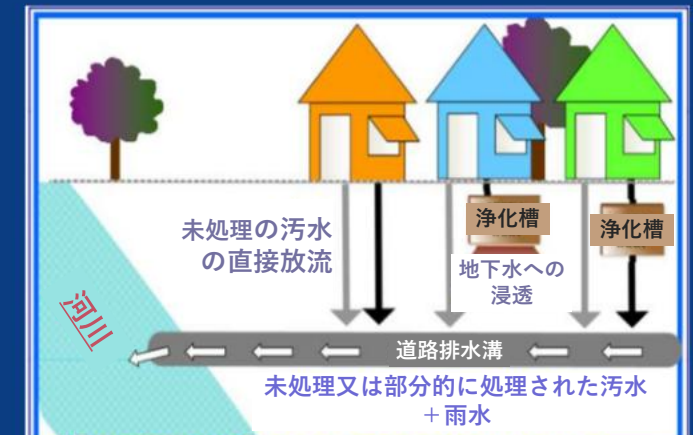 未処理の汚水
の直接放流
浄化槽
浄化槽
地下水への
浸透
河川
道路排水溝
未処理又は部分的に処理された汚水
＋雨水